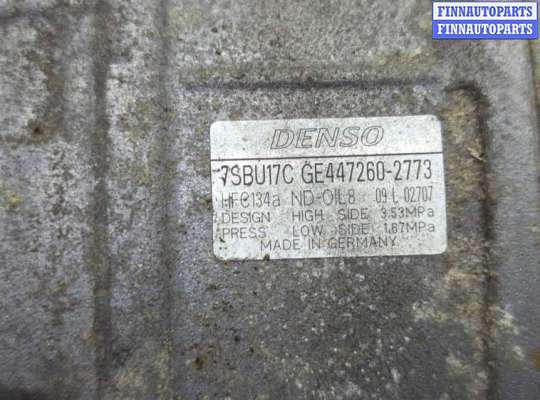 FINNAUTOPARTS
FINNAUTOPARTS
DENSO
7SBU17C GE447260-2773
HFC134a ND-OIL8 09 L 02707
DESIGN HIGH SIDE 3.53MPa
PRESS LOW SIDE 1.67MPa
MADE IN GERMANY